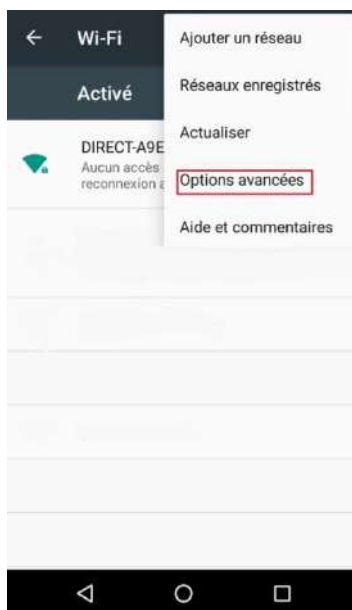 Wi-Fi
Activé
DIRECT-A9E
Aucun accès
reconnexion a
Ajouter un réseau
Réseaux enregistrés
Actualiser
Options avancées
Aide et commentaires